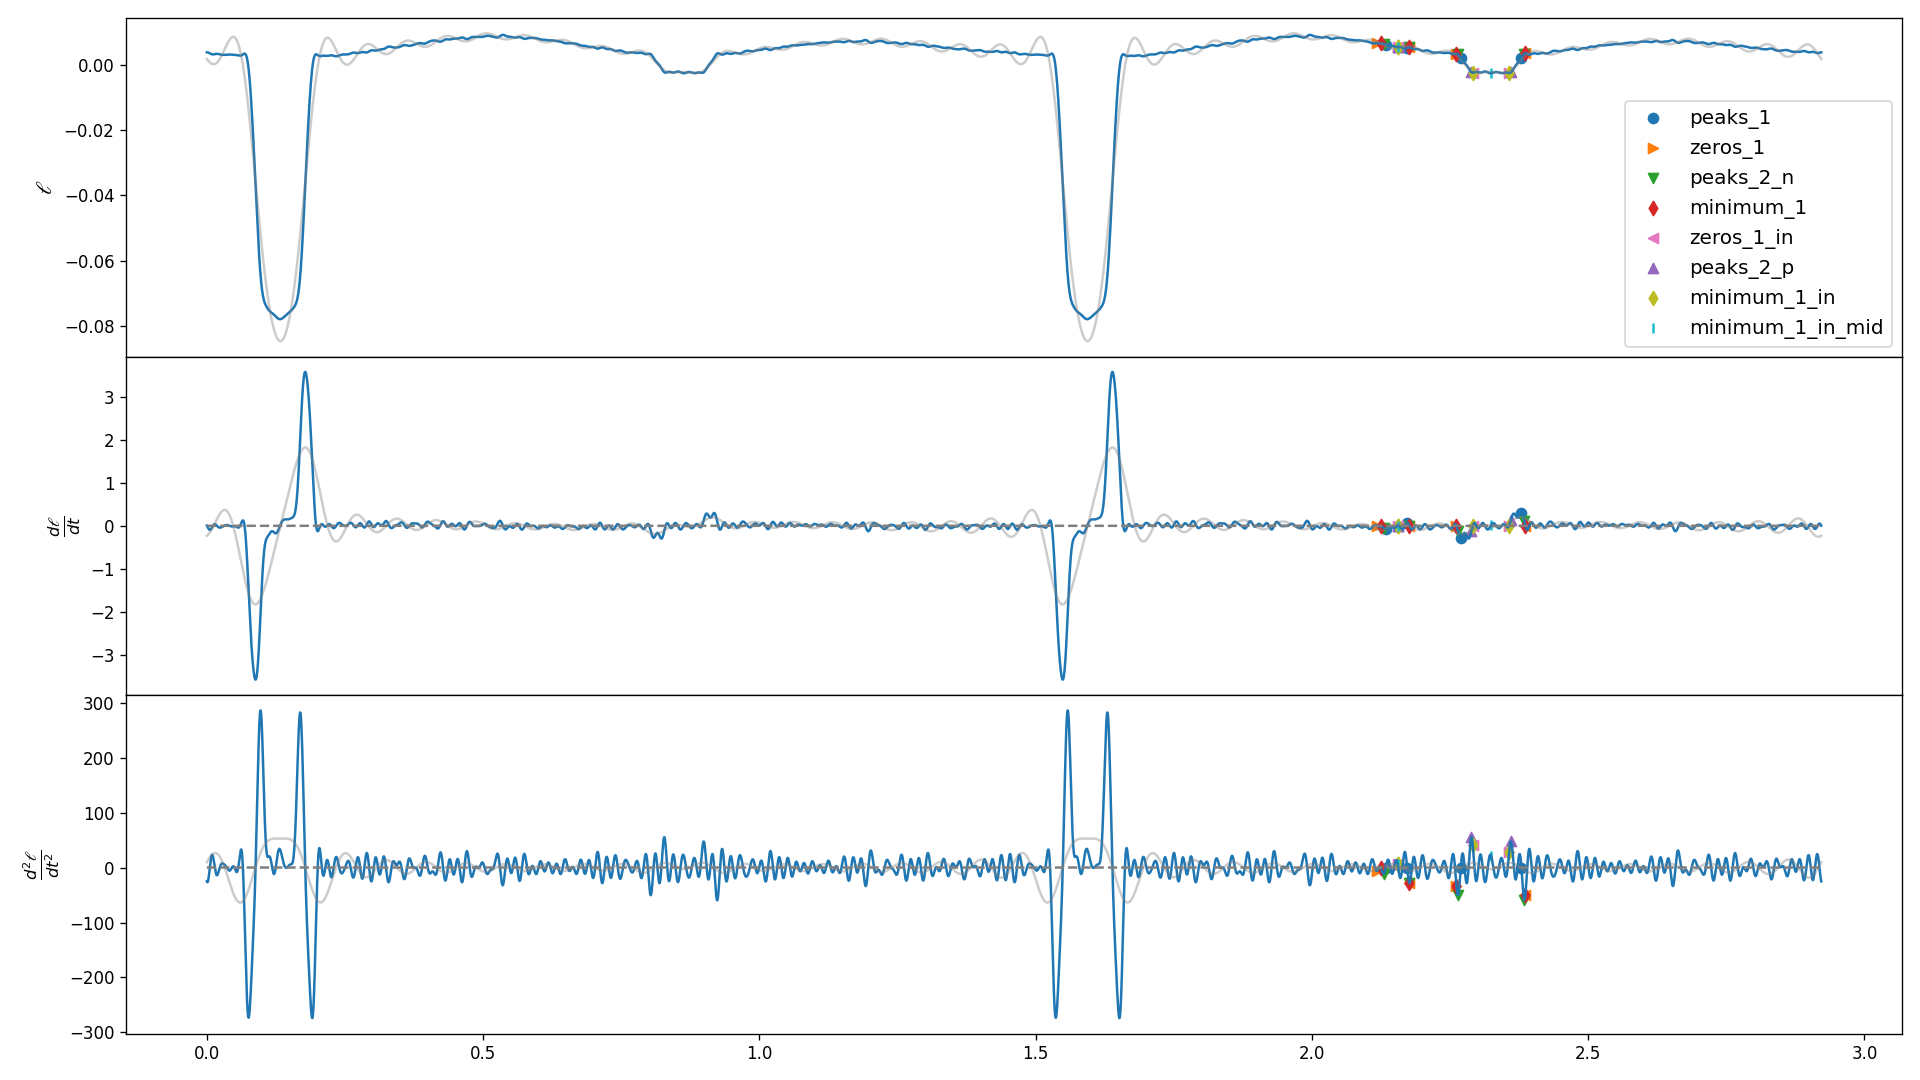 0.00
−0.02
−0.04
−0.06
−0.08
ℓ
peaks_1
zeros_1
peaks_2_n
minimum_1
zeros_1_in
peaks_2_p
minimum_1_in
minimum_1_in_mid
3
2
1
0
−1
−2
−3
dℓ
dt
300
200
100
0
−100
−200
−300
d²ℓ
dt²
0.0 0.5 1.0 1.5 2.0 2.5 3.0